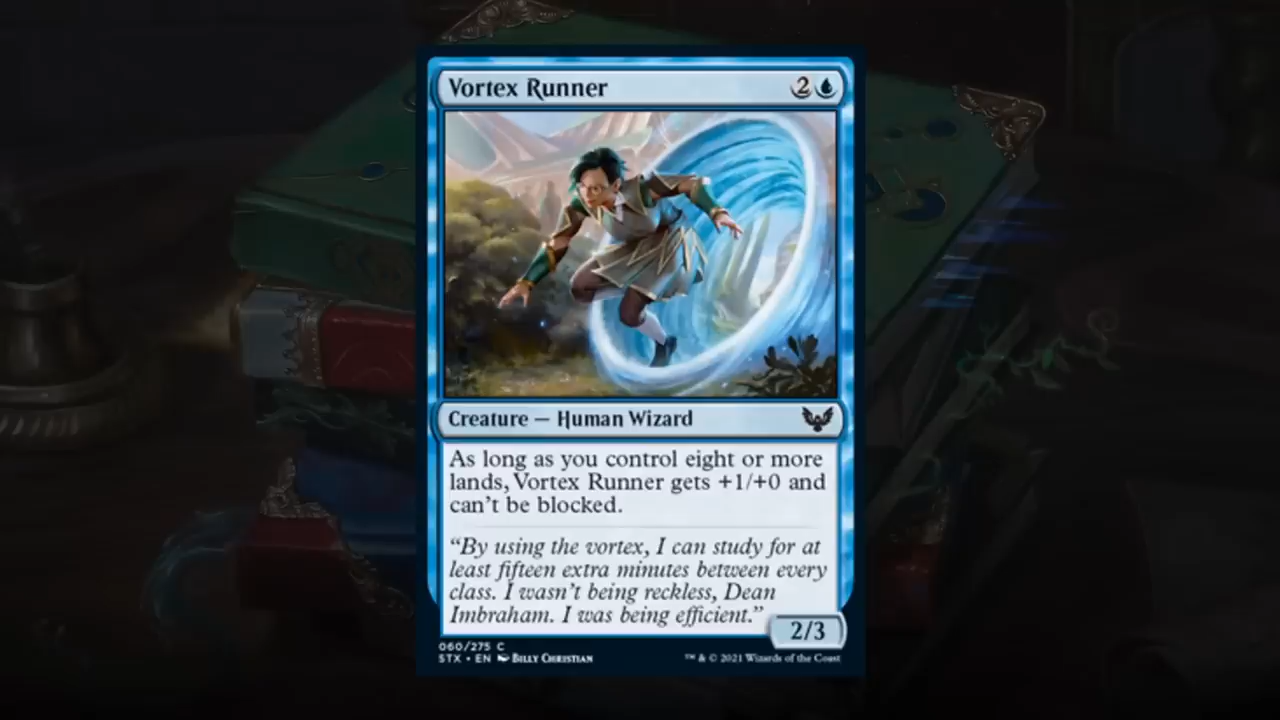 Vortex Runner 2
Creature — Human Wizard
As long as you control eight or more
lands, Vortex Runner gets +1/+0 and
can't be blocked.
“By using the vortex, I can study for at
least fifteen extra minutes between every
class. I wasn't being reckless, Dean
Imbraham. I was being efficient.”
2/3
060/275 C
STX • EN Billy Christian
™ & © 2021 Wizards of the Coast